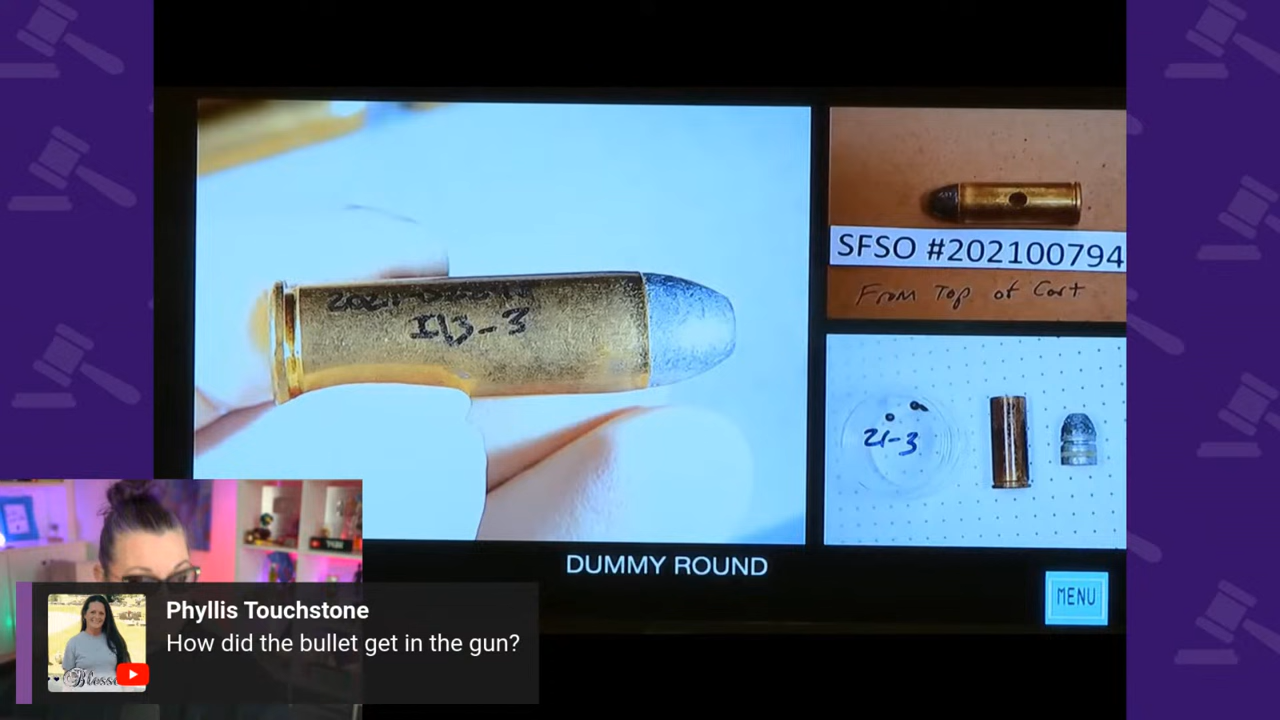 I\3-3
SFSO #202100794
From Top of Cart
21-3
DUMMY ROUND
MENU
Phyllis Touchstone
How did the bullet get in the gun?